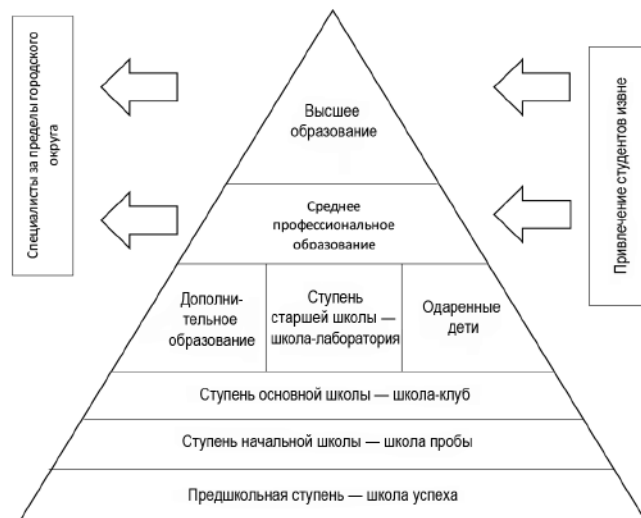 Специалисты за пределы городского
округа
Высшее
образование
Привлечение студентов извне
Среднее
профессиональное
образование
Дополни-
тельное
образование
Ступень
старшей школы —
школа-лаборатория
Одаренные
дети
Ступень основной школы — школа-клуб
Ступень начальной школы — школа пробы
Предшкольная ступень — школа успеха